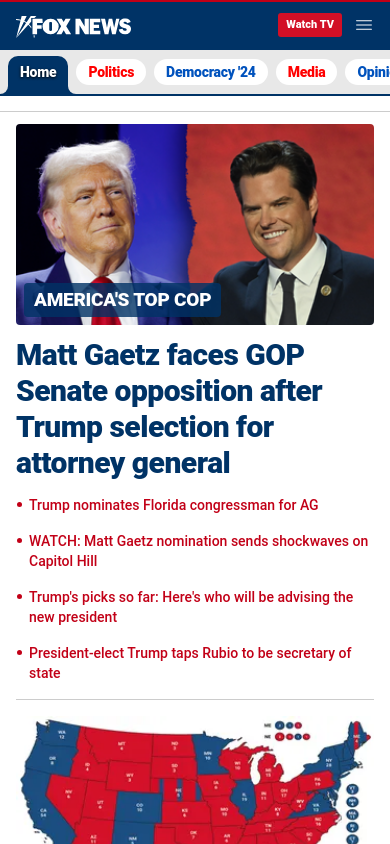 FOX NEWS
Watch TV
Home
Politics
Democracy '24
Media
Opini
AMERICA'S TOP COP
Matt Gaetz faces GOP
Senate opposition after
Trump selection for
attorney general
Trump nominates Florida congressman for AG
WATCH: Matt Gaetz nomination sends shockwaves on
Capitol Hill
Trump's picks so far: Here's who will be advising the
new president
President-elect Trump taps Rubio to be secretary of
state